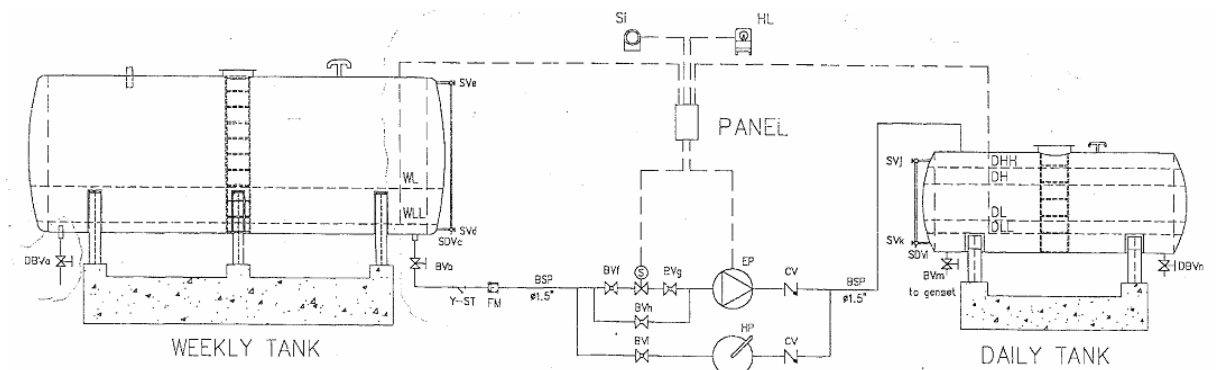 Si
HL
SVe
PANEL
WL
WLL
SVd
SDVc
DBVa
BVb
Y-ST
FM
BSP
ø1.5"
BVf
S
BVg
EP
CV
BSP
ø1.5"
BVh
BVi
HP
CV
SVj
DHH
DH
DL
DLL
SVk
SDVl
BVm
to genset
DBVn
WEEKLY TANK
DAILY TANK